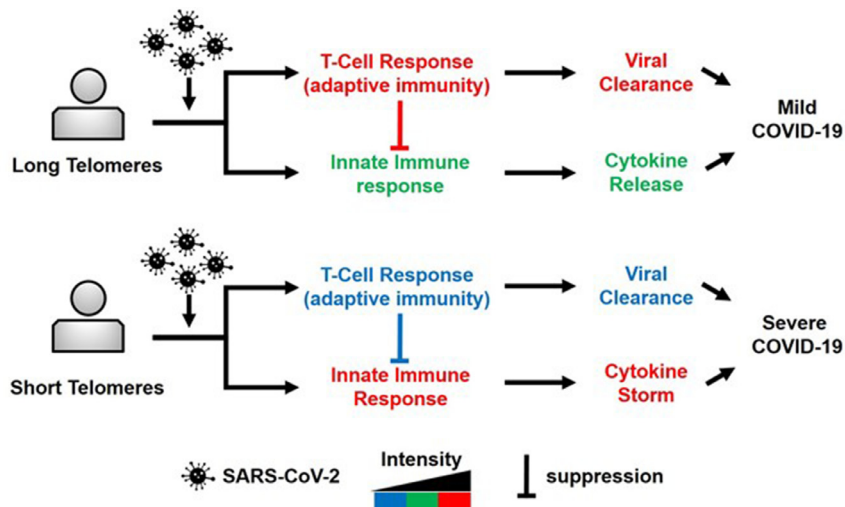 T-Cell Response
(adaptive immunity)
Viral
Clearance
Mild
COVID-19
Long Telomeres
Innate Immune
response
Cytokine
Release
T-Cell Response
(adaptive immunity)
Viral
Clearance
Severe
COVID-19
Short Telomeres
Innate Immune
Response
Cytokine
Storm
SARS-CoV-2
Intensity
suppression